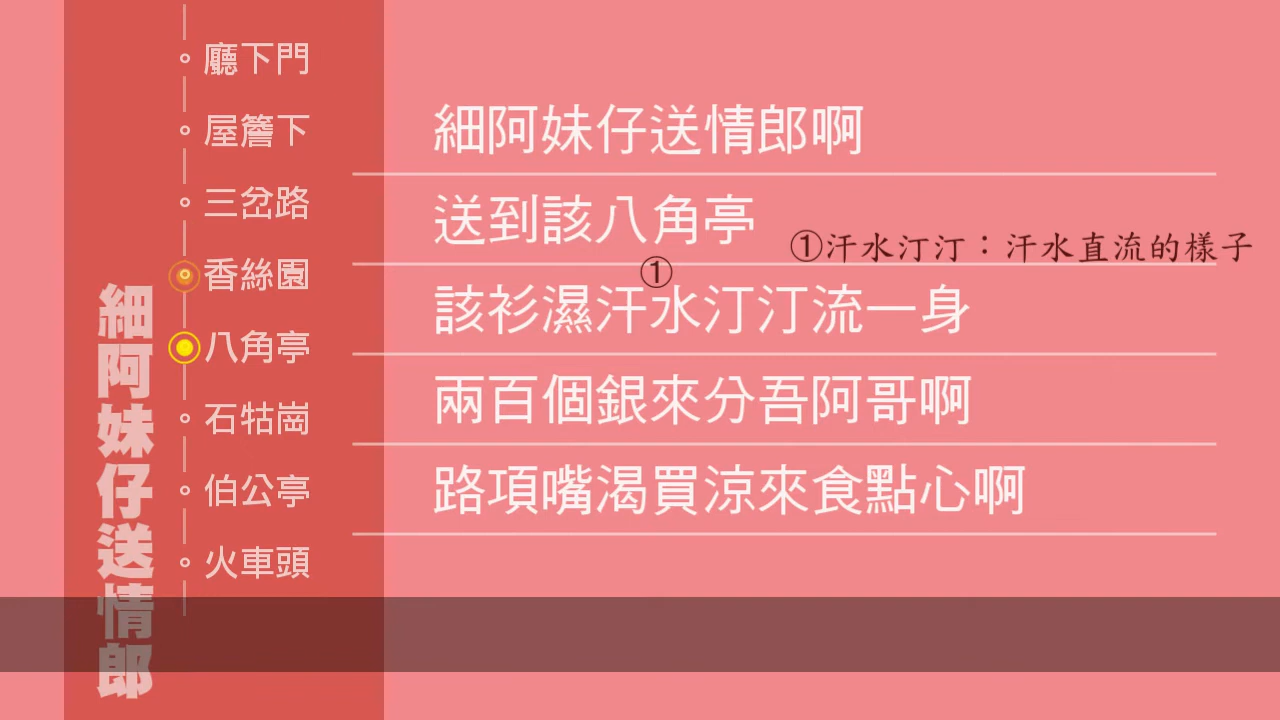 細阿妹仔送情郎
廳下門
屋簷下
三岔路
香絲園
八角亭
石牯崗
伯公亭
火車頭
細阿妹仔送情郎啊
送到該八角亭
①汗水汀汀：汗水直流的樣子
①
該衫濕汗水汀汀流一身
兩百個銀來分吾阿哥啊
路項嘴渴買涼來食點心啊